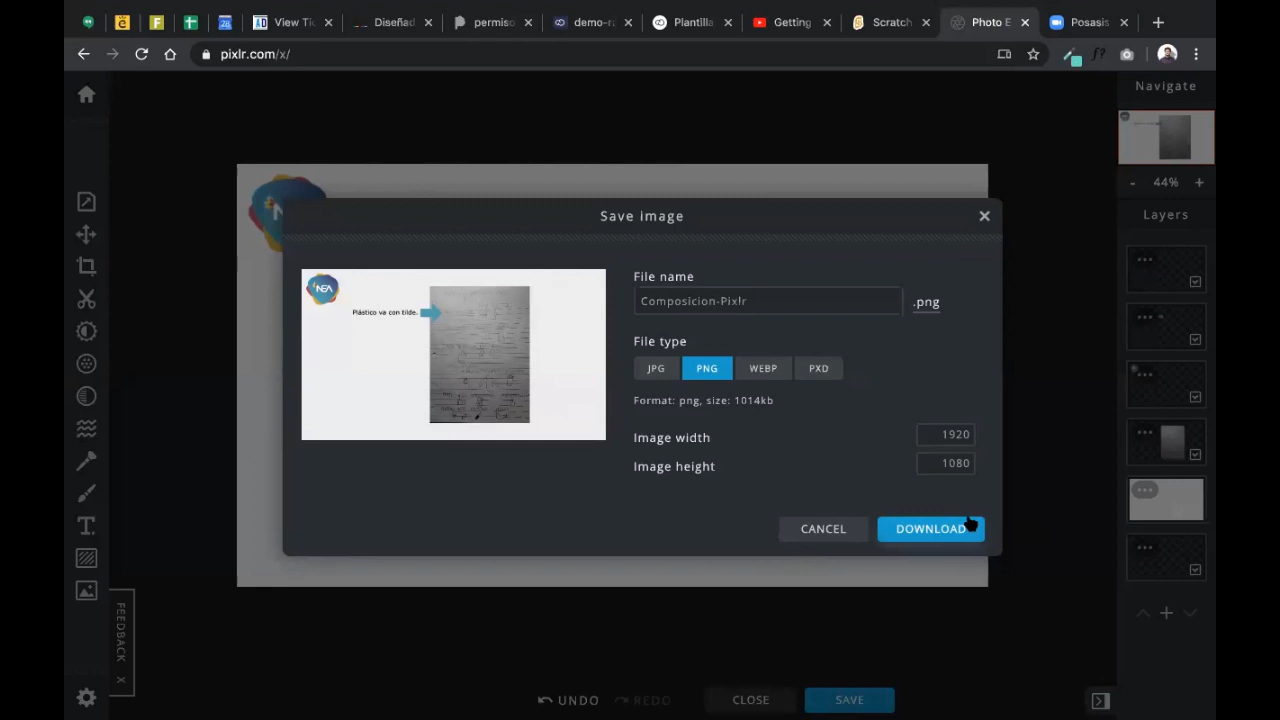 View Ti
Diseñad
permiso
demo-r
Plantilla
Getting
Scratch
Photo E
Posasis
pixlr.com/x/
f?
Navigate
44%
Layers
Save image
NEA
Plástico va con tilde.
File name
Composicion-Pixlr
.png
File type
JPG
PNG
WEBP
PXD
Format: png, size: 1014kb
Image width
1920
Image height
1080
CANCEL
DOWNLOAD
FEEDBACK X
UNDO
REDO
CLOSE
SAVE